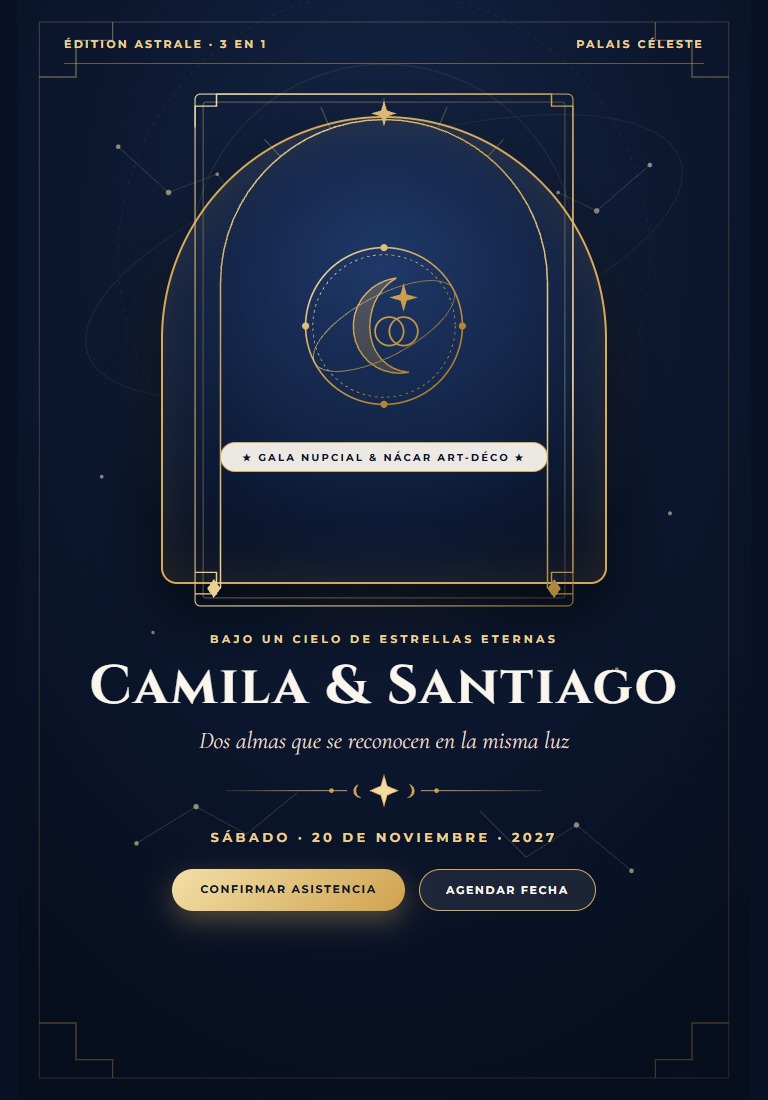 ÉDITION ASTRALE · 3 EN 1
PALAIS CÉLESTE
★ GALA NUPCIAL & NÁCAR ART-DÉCO ★
BAJO UN CIELO DE ESTRELLAS ETERNAS
CAMILA & SANTIAGO
Dos almas que se reconocen en la misma luz
SÁBADO · 20 DE NOVIEMBRE · 2027
CONFIRMAR ASISTENCIA
AGENDAR FECHA